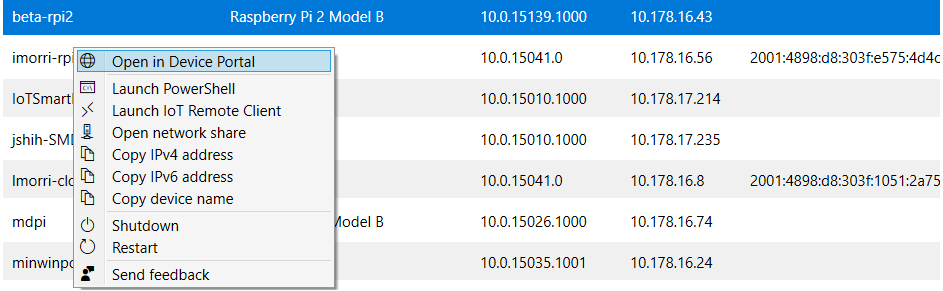 beta-rpi2 Raspberry Pi 2 Model B 10.0.15139.1000 10.178.16.43
imorri-rpi 10.0.15041.0 10.178.16.56 2001:4898:d8:303f:e575:4d4c
Open in Device Portal
Launch PowerShell
IoTSmart 10.0.15010.1000 10.178.17.214
Launch IoT Remote Client
Open network share
jshih-SM 10.0.15010.1000 10.178.17.235
Copy IPv4 address
Copy IPv6 address
lmorri-clo 10.0.15041.0 10.178.16.8 2001:4898:d8:303f:1051:2a75
Copy device name
mdpi Model B 10.0.15026.1000 10.178.16.74
Shutdown
Restart
minwinpc 10.0.15035.1001 10.178.16.24
Send feedback